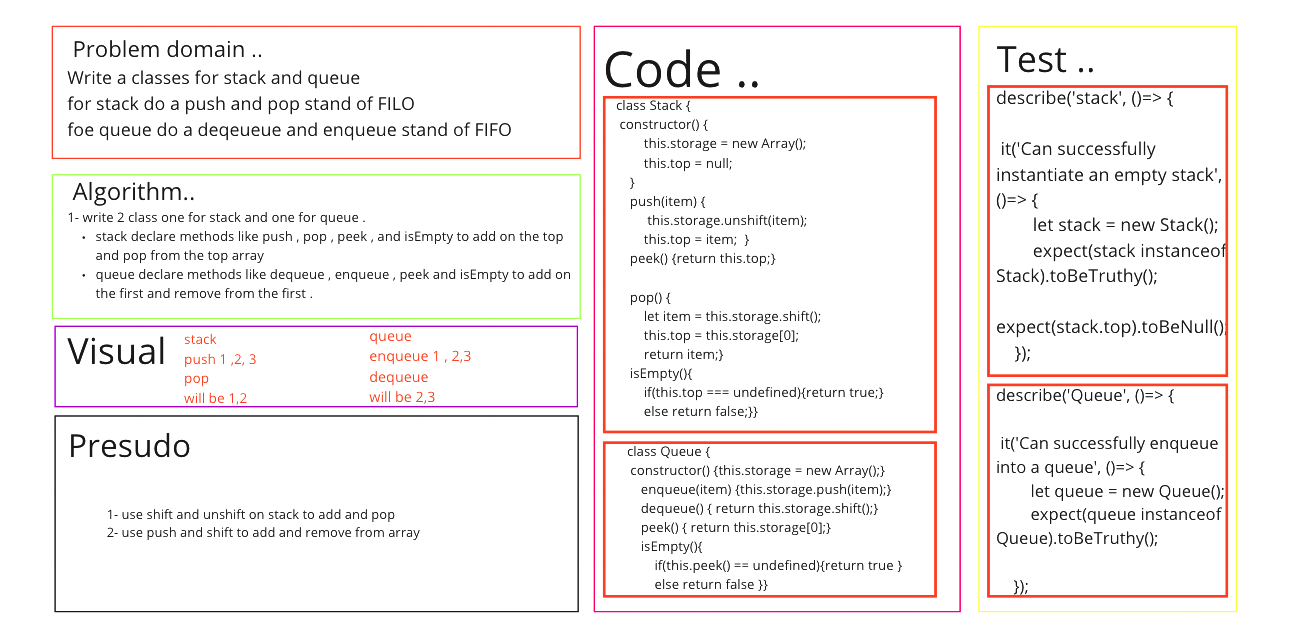 Problem domain ..
Write a classes for stack and queue
for stack do a push and pop stand of FILO
foe queue do a deqeueue and enqueue stand of FIFO
Algorithm..
1- write 2 class one for stack and one for queue .
• stack declare methods like push , pop , peek , and isEmpty to add on the top
and pop from the top array
• queue declare methods like dequeue , enqueue , peek and isEmpty to add on
the first and remove from the first .
Visual
stack
push 1 ,2, 3
pop
will be 1,2
queue
enqueue 1 , 2,3
dequeue
will be 2,3
Presudo
1- use shift and unshift on stack to add and pop
2- use push and shift to add and remove from array
Code ..
class Stack {
constructor() {
this.storage = new Array();
this.top = null;
}
push(item) {
this.storage.unshift(item);
this.top = item;  }
peek() {return this.top;}
pop() {
let item = this.storage.shift();
this.top = this.storage[0];
return item;}
isEmpty(){
if(this.top === undefined){return true;}
else return false;}}
class Queue {
constructor() {this.storage = new Array();}
enqueue(item) {this.storage.push(item);}
dequeue() { return this.storage.shift();}
peek() { return this.storage[0];}
isEmpty(){
if(this.peek() == undefined){return true }
else return false }}
Test ..
describe('stack', ()=> {
it('Can successfully
instantiate an empty stack',
()=> {
let stack = new Stack();
expect(stack instanceof
Stack).toBeTruthy();
expect(stack.top).toBeNull();
});
describe('Queue', ()=> {
it('Can successfully enqueue
into a queue', ()=> {
let queue = new Queue();
expect(queue instanceof
Queue).toBeTruthy();
});